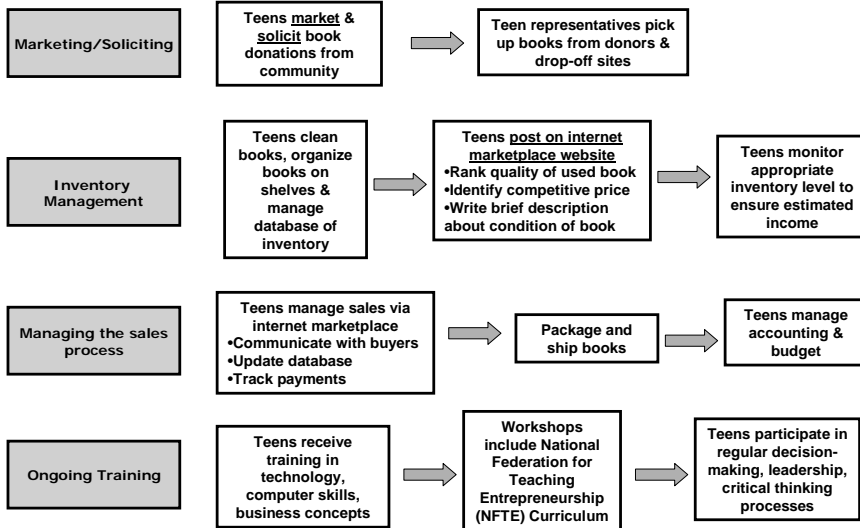 Marketing/Soliciting
Teens market &
solicit book
donations from
community
Teen representatives pick
up books from donors &
drop-off sites
Inventory
Management
Teens clean
books, organize
books on
shelves &
manage
database of
inventory
Teens post on internet
marketplace website
•Rank quality of used book
•Identify competitive price
•Write brief description
about condition of book
Teens monitor
appropriate
inventory level to
ensure estimated
income
Managing the sales
process
Teens manage sales via
internet marketplace
•Communicate with buyers
•Update database
•Track payments
Package and
ship books
Teens manage
accounting &
budget
Ongoing Training
Teens receive
training in
technology,
computer skills,
business concepts
Workshops
include National
Federation for
Teaching
Entrepreneurship
(NFTE) Curriculum
Teens participate in
regular decision-
making, leadership,
critical thinking
processes